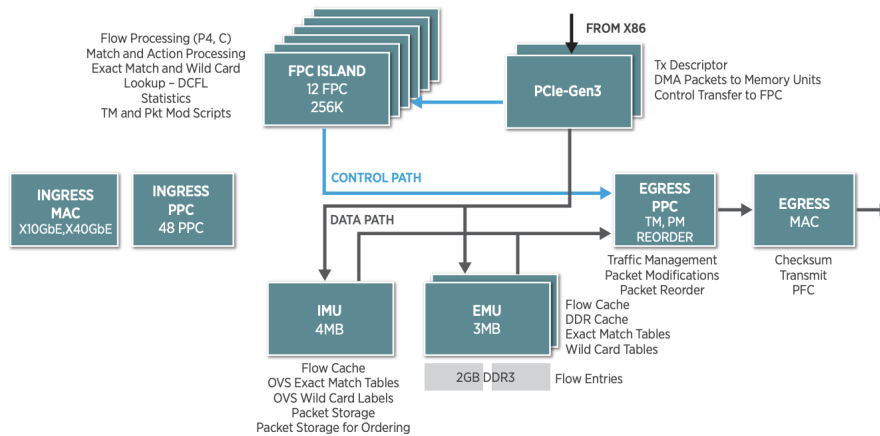 FROM X86
Flow Processing (P4, C)
Match and Action Processing
Exact Match and Wild Card
Lookup – DCFL
Statistics
TM and Pkt Mod Scripts
FPC ISLAND
12 FPC
256K
PCIe-Gen3
Tx Descriptor
DMA Packets to Memory Units
Control Transfer to FPC
CONTROL PATH
INGRESS
MAC
X10GbE,X40GbE
INGRESS
PPC
48 PPC
DATA PATH
EGRESS
PPC
TM, PM
REORDER
EGRESS
MAC
Traffic Management
Packet Modifications
Packet Reorder
Checksum
Transmit
PFC
IMU
4MB
EMU
3MB
Flow Cache
DDR Cache
Exact Match Tables
Wild Card Tables
2GB DDR3
Flow Entries
Flow Cache
OVS Exact Match Tables
OVS Wild Card Labels
Packet Storage
Packet Storage for Ordering